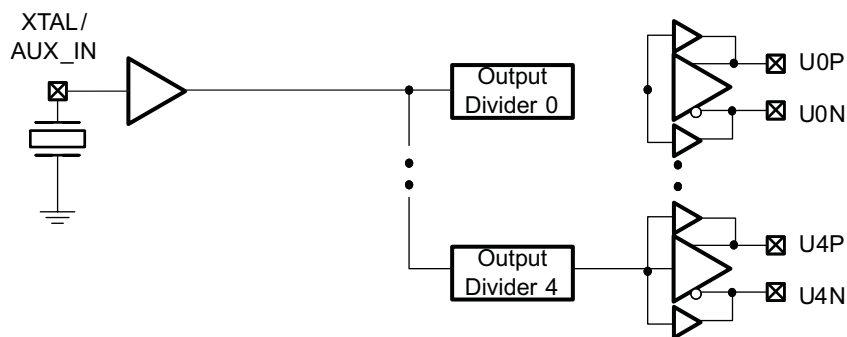 XTAL/
AUX_IN
Output
Divider 0
U0P
U0N
Output
Divider 4
U4P
U4N